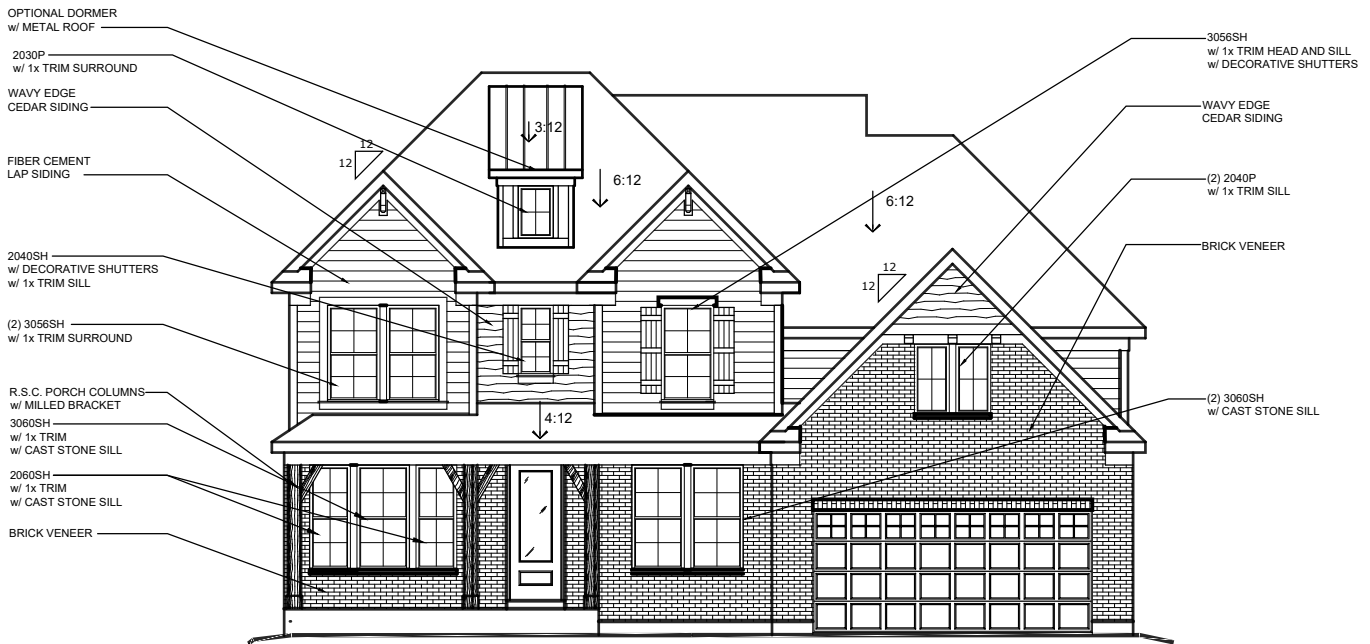 OPTIONAL DORMER
w/ METAL ROOF
2030P
w/ 1x TRIM SURROUND
WAVY EDGE
CEDAR SIDING
FIBER CEMENT
LAP SIDING
2040SH
w/ DECORATIVE SHUTTERS
w/ 1x TRIM SILL
(2) 3056SH
w/ 1x TRIM SURROUND
R.S.C. PORCH COLUMNS
w/ MILLED BRACKET
3060SH
w/ 1x TRIM
w/ CAST STONE SILL
2060SH
w/ 1x TRIM
w/ CAST STONE SILL
BRICK VENEER
12
12
3:12
6:12
6:12
12
12
4:12
3056SH
w/ 1x TRIM HEAD AND SILL
w/ DECORATIVE SHUTTERS
WAVY EDGE
CEDAR SIDING
(2) 2040P
w/ 1x TRIM SILL
BRICK VENEER
(2) 3060SH
w/ CAST STONE SILL